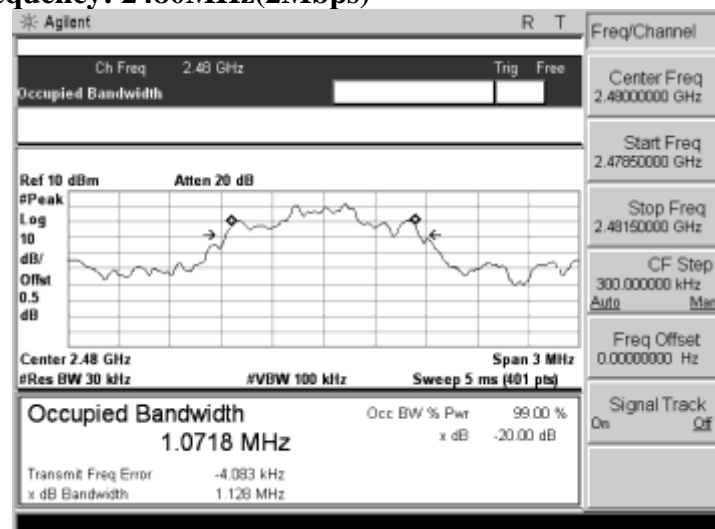 equency: 2480MHz(2Mbps)
Agilent R T
Freq/Channel
Ch Freq 2.48 GHz Trig Free
Occupied Bandwidth
Center Freq
2.48000000 GHz
Start Freq
2.47850000 GHz
Stop Freq
2.48150000 GHz
CF Step
300.000000 kHz
Auto Man
Freq Offset
0.00000000 Hz
Signal Track
On Off
Ref 10 dBm Atten 20 dB
#Peak
Log
10
dB/
Offst
0.5
dB
Center 2.48 GHz Span 3 MHz
#Res BW 30 kHz #VBW 100 kHz Sweep 5 ms (401 pts)
Occupied Bandwidth
1.0718 MHz
Occ BW % Pwr 99.00 %
x dB -20.00 dB
Transmit Freq Error -4.083 kHz
x dB Bandwidth 1.128 MHz